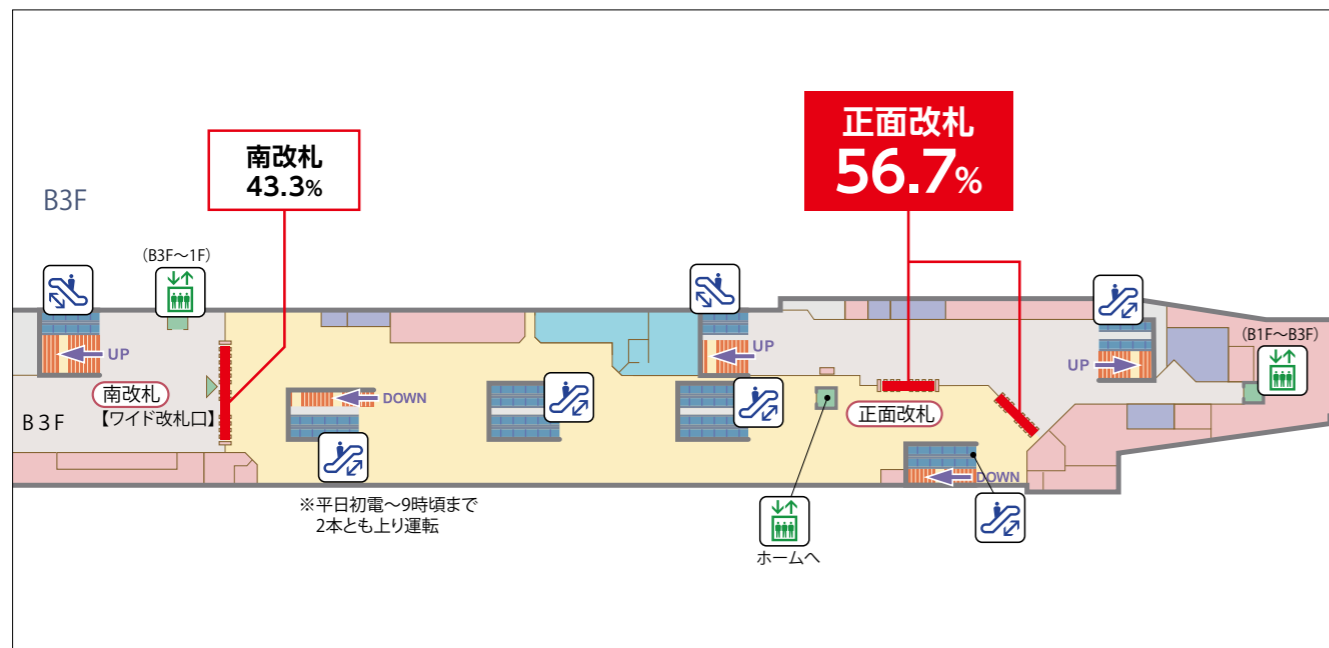 正面改札
56.7%
南改札
43.3%
B3F
(B3F〜1F)
(B1F〜B3F)
UP
UP
UP
南改札
【ワイド改札口】
B3F
DOWN
正面改札
DOWN
※平日初電〜9時頃まで
2本とも上り運転
ホームへ